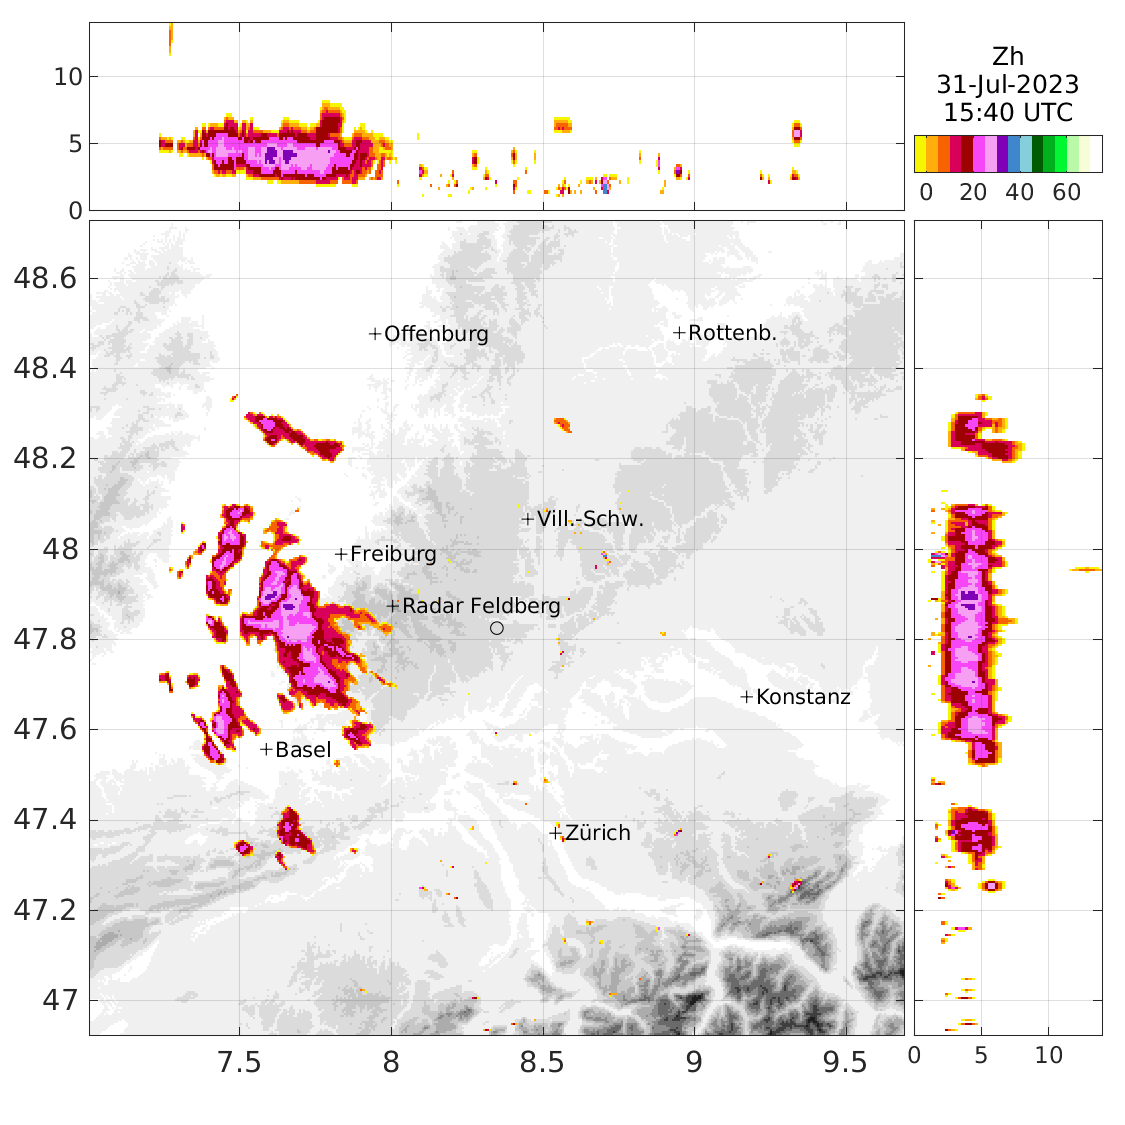 10
5
0
Zh
31-Jul-2023
15:40 UTC
0 20 40 60
48.6
48.4
48.2
48
47.8
47.6
47.4
47.2
47
+Offenburg
+Rottenb.
+Vill.-Schw.
+Freiburg
+Radar Feldberg
+Konstanz
+Basel
+Zürich
7.5 8 8.5 9 9.5
0 5 10